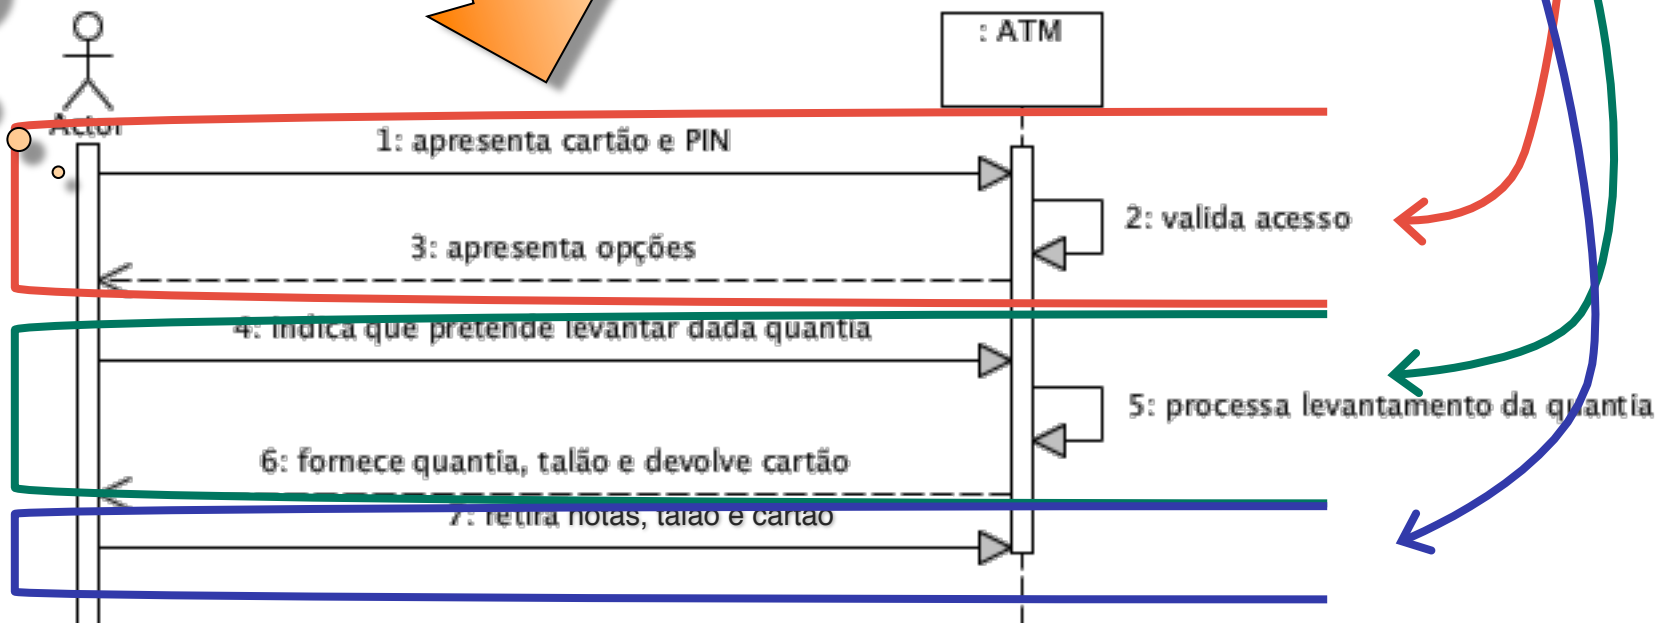 : ATM
Actor
1: apresenta cartão e PIN
2: valida acesso
3: apresenta opções
4: indica que pretende levantar dada quantia
5: processa levantamento da quantia
6: fornece quantia, talão e devolve cartão
7: retira notas, talão e cartão